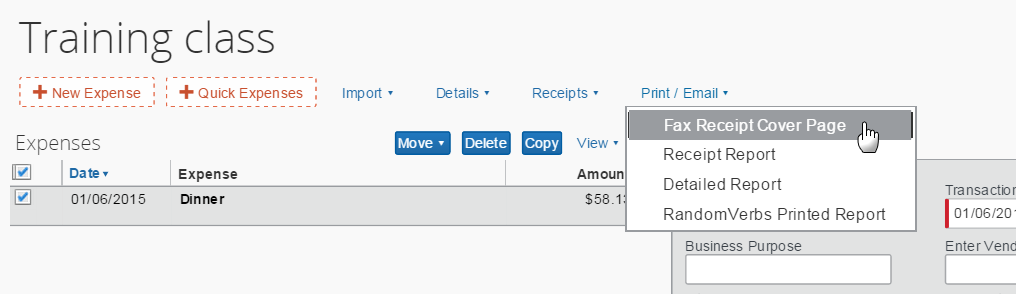 Training class
+ New Expense
+ Quick Expenses
Import
Details
Receipts
Print / Email
Fax Receipt Cover Page
Receipt Report
Detailed Report
RandomVerbs Printed Report
Expenses
Move
Delete
Copy
View
Date
Expense
Amoun
01/06/2015
Dinner
$58.13
Transaction
01/06/201
Business Purpose
Enter Vend